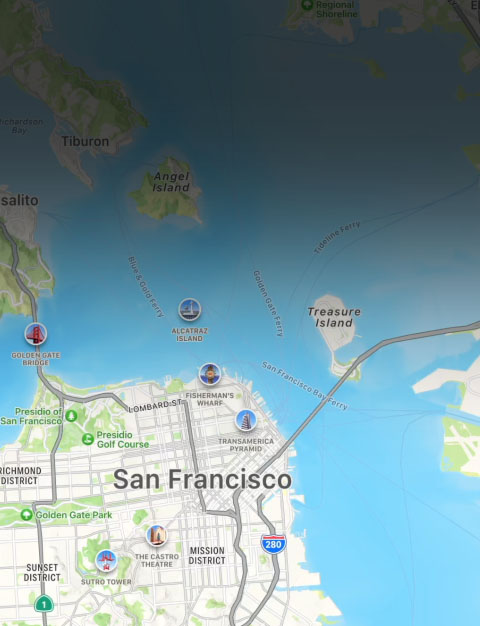 Regional
Shoreline
Richardson
Bay
Tiburon
Angel
Island
salito
Tideline Ferry
Blue & Gold Ferry
Golden Gate Ferry
ALCATRAZ
ISLAND
Treasure
Island
GOLDEN GATE
BRIDGE
San Francisco Bay Ferry
FISHERMAN'S
WHARF
LOMBARD ST
Presidio of
San Francisco
Presidio
Golf Course
TRANSAMERICA
PYRAMID
RICHMOND
DISTRICT
San Francisco
Golden Gate Park
THE CASTRO
THEATRE
MISSION
DISTRICT
280
SUNSET
DISTRICT
SUTRO TOWER
1